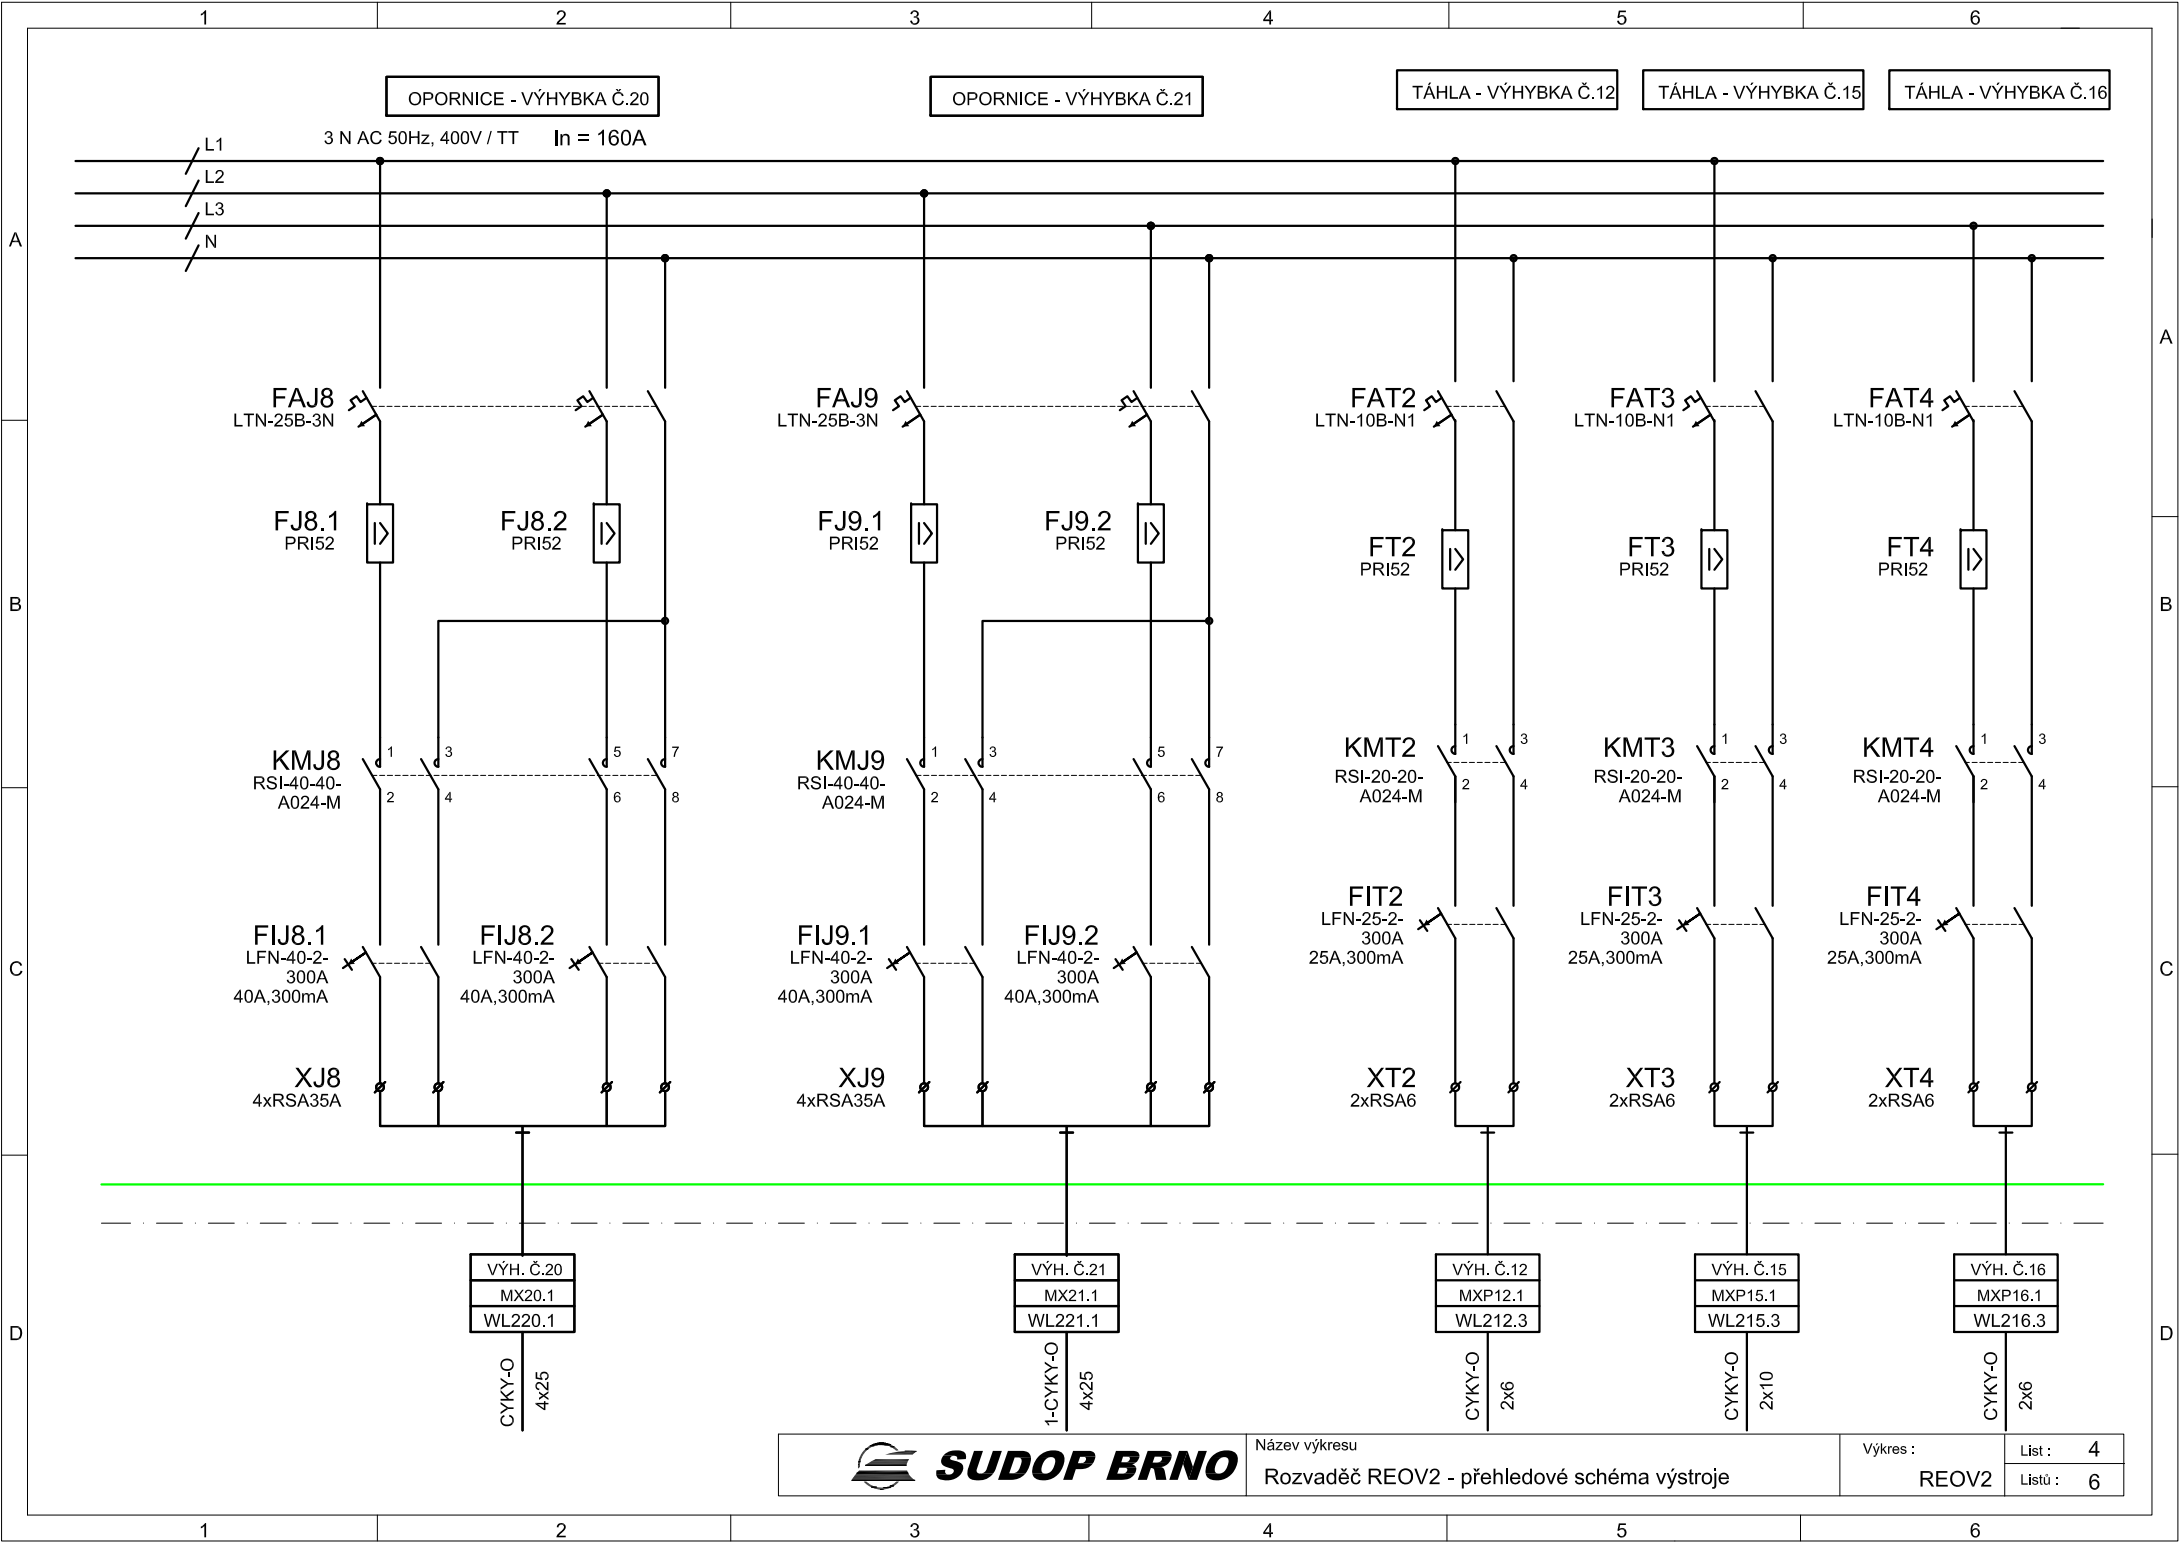 1 2 3 4 5 6
OPORNICE - VÝHYBKA Č.20
OPORNICE - VÝHYBKA Č.21
TÁHLA - VÝHYBKA Č.12
TÁHLA - VÝHYBKA Č.15
TÁHLA - VÝHYBKA Č.16
3 N AC 50Hz, 400V / TT In = 160A
L1
L2
L3
N
A
A
B
B
C
C
D
D
FAJ8
LTN-25B-3N
FJ8.1
PRI52
FJ8.2
PRI52
KMJ8
RSI-40-40-
A024-M
1 3 5 7
2 4 6 8
FIJ8.1
LFN-40-2-
300A
40A,300mA
FIJ8.2
LFN-40-2-
300A
40A,300mA
XJ8
4xRSA35A
FAJ9
LTN-25B-3N
FJ9.1
PRI52
FJ9.2
PRI52
KMJ9
RSI-40-40-
A024-M
1 3 5 7
2 4 6 8
FIJ9.1
LFN-40-2-
300A
40A,300mA
FIJ9.2
LFN-40-2-
300A
40A,300mA
XJ9
4xRSA35A
FAT2
LTN-10B-N1
FT2
PRI52
KMT2
RSI-20-20-
A024-M
1 3
2 4
FIT2
LFN-25-2-
300A
25A,300mA
XT2
2xRSA6
FAT3
LTN-10B-N1
FT3
PRI52
KMT3
RSI-20-20-
A024-M
1 3
2 4
FIT3
LFN-25-2-
300A
25A,300mA
XT3
2xRSA6
FAT4
LTN-10B-N1
FT4
PRI52
KMT4
RSI-20-20-
A024-M
1 3
2 4
FIT4
LFN-25-2-
300A
25A,300mA
XT4
2xRSA6
VÝH. Č.20
MX20.1
WL220.1
CYKY-O
4x25
VÝH. Č.21
MX21.1
WL221.1
1-CYKY-O
4x25
VÝH. Č.12
MXP12.1
WL212.3
CYKY-O
2x6
VÝH. Č.15
MXP15.1
WL215.3
CYKY-O
2x10
VÝH. Č.16
MXP16.1
WL216.3
CYKY-O
2x6
SUDOP BRNO
Název výkresu
Rozvaděč REOV2 - přehledové schéma výstroje
Výkres :
REOV2
List : 4
Listů : 6
1 2 3 4 5 6